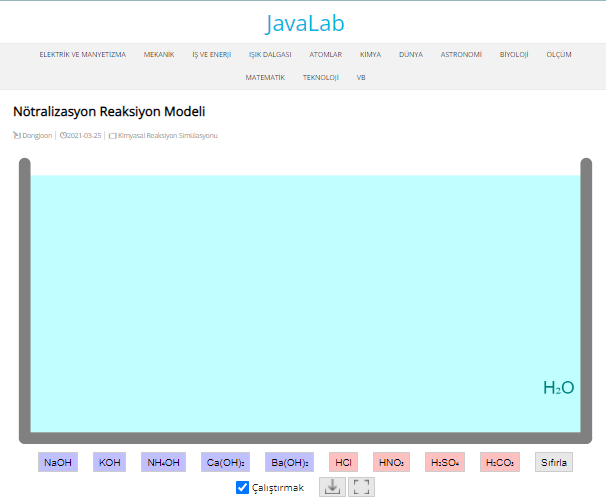 JavaLab
ELEKTRİK VE MANYETİZMA MEKANİK İŞ VE ENERJİ IŞIK DALGASI ATOMLAR KİMYA DÜNYA ASTRONOMİ BİYOLOJİ ÖLÇÜM
MATEMATİK TEKNOLOJİ VB
Nötralizasyon Reaksiyon Modeli
DongJoon 2021-03-25 Kimyasal Reaksiyon Simülasyonu
H₂O
NaOH KOH NH₄OH Ca(OH)₂ Ba(OH)₂ HCl HNO₃ H₂SO₄ H₂CO₃ Sıfırla
Çalıştırmak